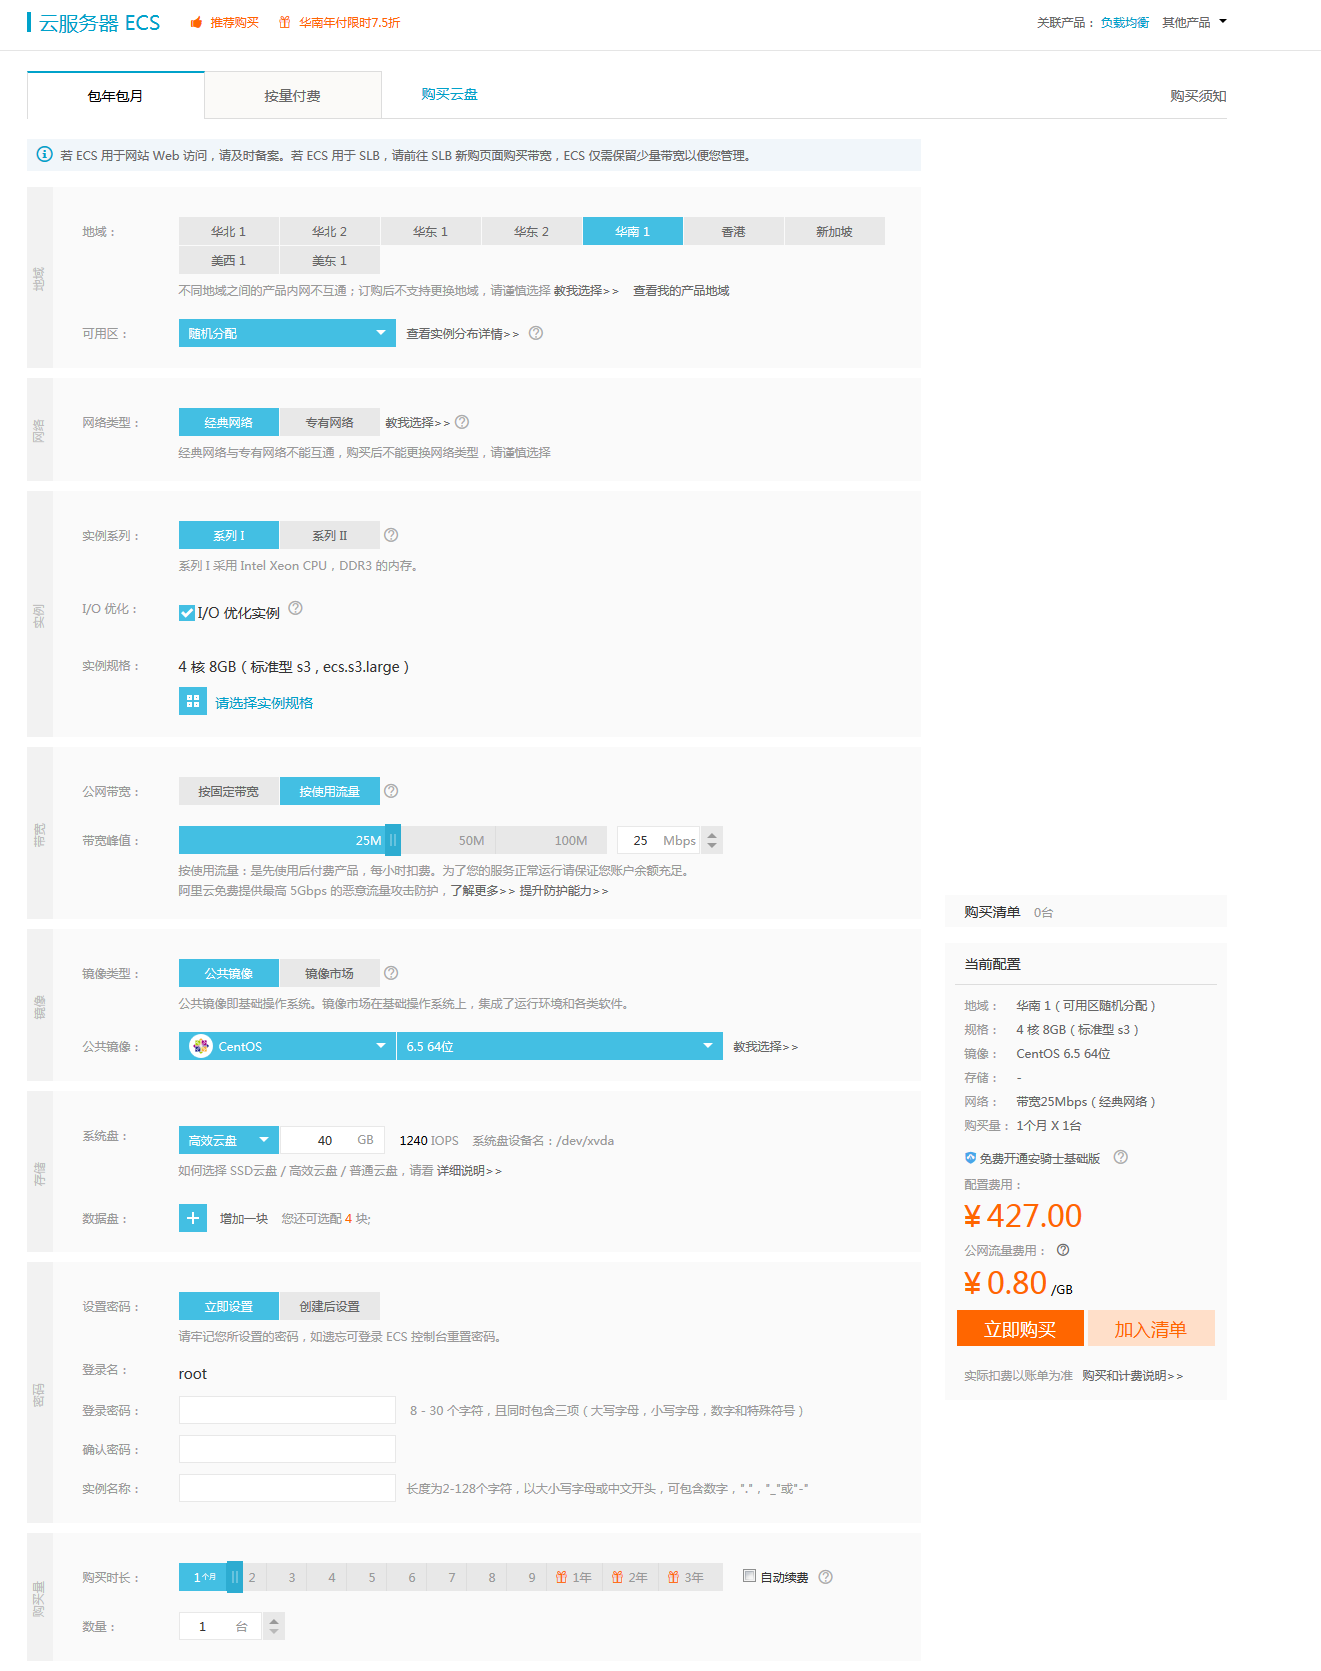 云服务器 ECS 推荐购买 华南年付限时7.5折 关联产品： 负载均衡 其他产品
包年包月 按量付费 购买云盘 购买须知
若 ECS 用于网站 Web 访问，请及时备案。若 ECS 用于 SLB，请前往 SLB 新购页面购买带宽，ECS 仅需保留少量带宽以便您管理。
地域
地域： 华北 1 华北 2 华东 1 华东 2 华南 1 香港 新加坡
美西 1 美东 1
不同地域之间的产品内网不互通；订购后不支持更换地域，请谨慎选择 教我选择>> 查看我的产品地域
可用区： 随机分配 查看实例分布详情>>
网络
网络类型： 经典网络 专有网络 教我选择>>
经典网络与专有网络不能互通，购买后不能更换网络类型，请谨慎选择
实例
实例系列： 系列 I 系列 II
系列 I 采用 Intel Xeon CPU，DDR3 的内存。
I/O 优化： I/O 优化实例
实例规格： 4 核 8GB（标准型 s3，ecs.s3.large）
请选择实例规格
带宽
公网带宽： 按固定带宽 按使用流量
带宽峰值： 25M 50M 100M 25 Mbps
按使用流量：是先使用后付费产品，每小时扣费。为了您的服务正常运行请保证您账户余额充足。
阿里云免费提供最高 5Gbps 的恶意流量攻击防护，了解更多>> 提升防护能力>>
镜像
镜像类型： 公共镜像 镜像市场
公共镜像即基础操作系统。镜像市场在基础操作系统上，集成了运行环境和各类软件。
公共镜像： CentOS 6.5 64位 教我选择>>
存储
系统盘： 高效云盘 40 GB 1240 IOPS 系统盘设备名：/dev/xvda
如何选择 SSD云盘 / 高效云盘 / 普通云盘，请看 详细说明>>
数据盘： 增加一块 您还可选配 4 块;
密码
设置密码： 立即设置 创建后设置
请牢记您所设置的密码，如遗忘可登录 ECS 控制台重置密码。
登录名： root
登录密码： 8 - 30 个字符，且同时包含三项（大写字母，小写字母，数字和特殊符号）
确认密码：
实例名称： 长度为2-128个字符，以大小写字母或中文开头，可包含数字，"."，"_"或"-"
购买量
购买时长： 1个月 2 3 4 5 6 7 8 9 1年 2年 3年 自动续费
数量： 1 台
购买清单 0台
当前配置
地域： 华南 1（可用区随机分配）
规格： 4 核 8GB（标准型 s3）
镜像： CentOS 6.5 64位
存储： -
网络： 带宽25Mbps（经典网络）
购买量： 1个月 X 1台
免费开通安骑士基础版
配置费用：
¥ 427.00
公网流量费用：
¥ 0.80 /GB
立即购买 加入清单
实际扣费以账单为准 购买和计费说明>>